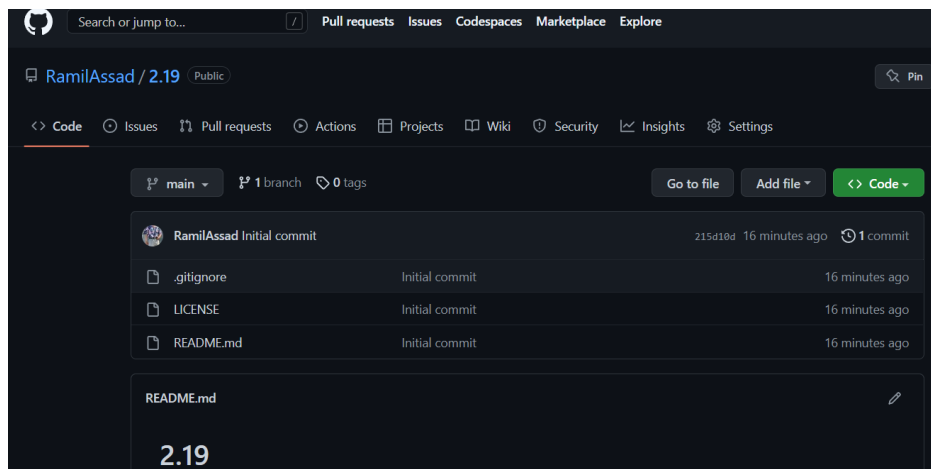 Search or jump to... / Pull requests Issues Codespaces Marketplace Explore
RamilAssad / 2.19 Public Pin
<> Code Issues Pull requests Actions Projects Wiki Security Insights Settings
main 1 branch 0 tags Go to file Add file <> Code
RamilAssad Initial commit 215d10d 16 minutes ago 1 commit
.gitignore Initial commit 16 minutes ago
LICENSE Initial commit 16 minutes ago
README.md Initial commit 16 minutes ago
README.md
2.19